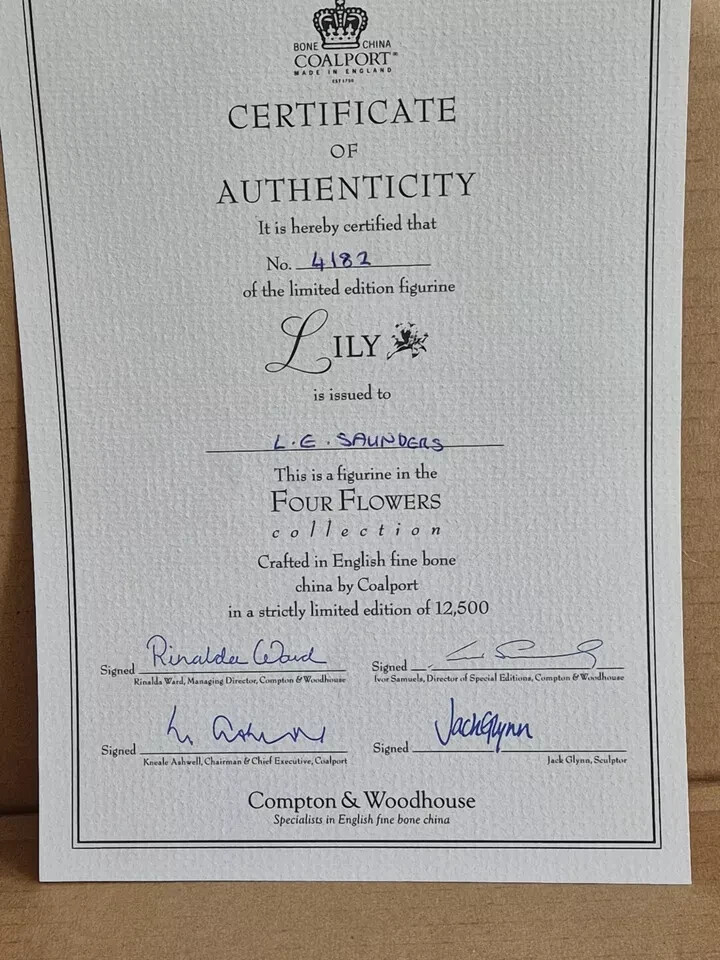 BONE CHINA
COALPORT®
MADE IN ENGLAND
EST 1750
CERTIFICATE
OF
AUTHENTICITY
It is hereby certified that
No. 4182
of the limited edition figurine
LILY
is issued to
L.E. SAUNDERS
This is a figurine in the
FOUR FLOWERS
collection
Crafted in English fine bone
china by Coalport
in a strictly limited edition of 12,500
Rinalda Ward
Signed
Rinalda Ward, Managing Director, Compton & Woodhouse
Signed
Ivor Samuels, Director of Special Editions, Compton & Woodhouse
Signed
Kneale Ashwell, Chairman & Chief Executive, Coalport
Jack Glynn
Signed
Jack Glynn, Sculptor
Compton & Woodhouse
Specialists in English fine bone china